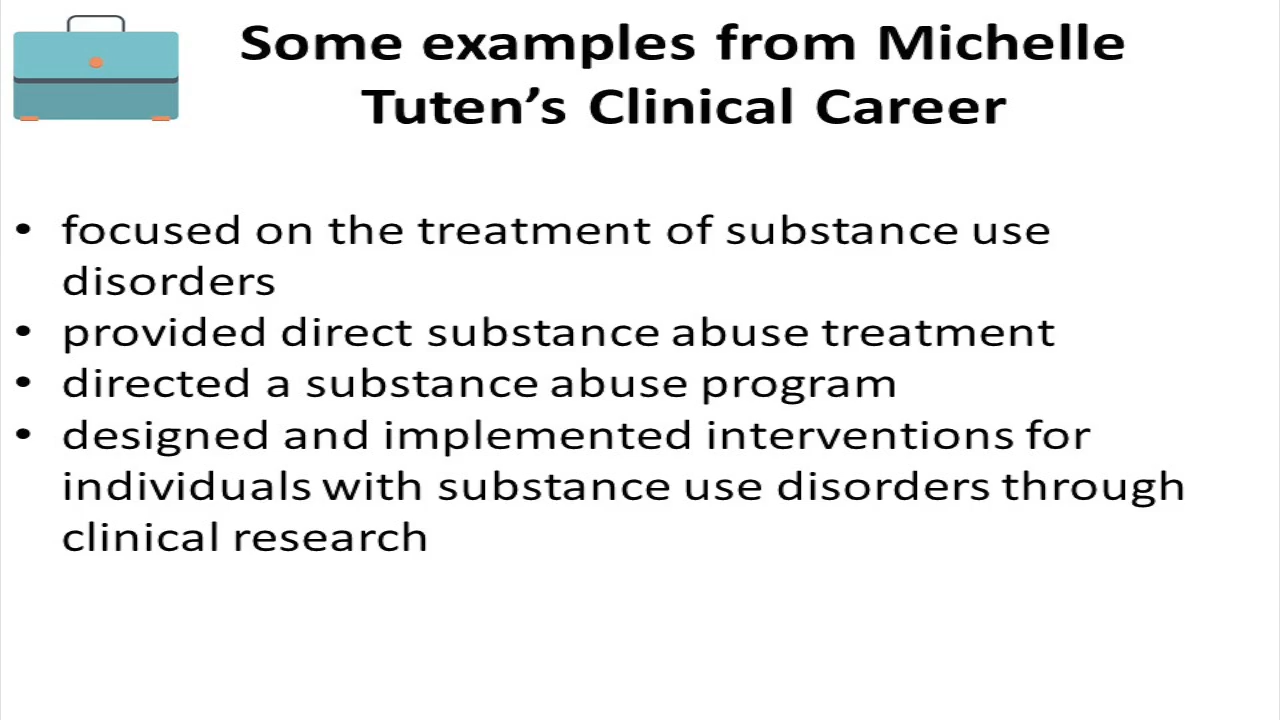 Some examples from Michelle
Tuten’s Clinical Career
• focused on the treatment of substance use
disorders
• provided direct substance abuse treatment
• directed a substance abuse program
• designed and implemented interventions for
individuals with substance use disorders through
clinical research